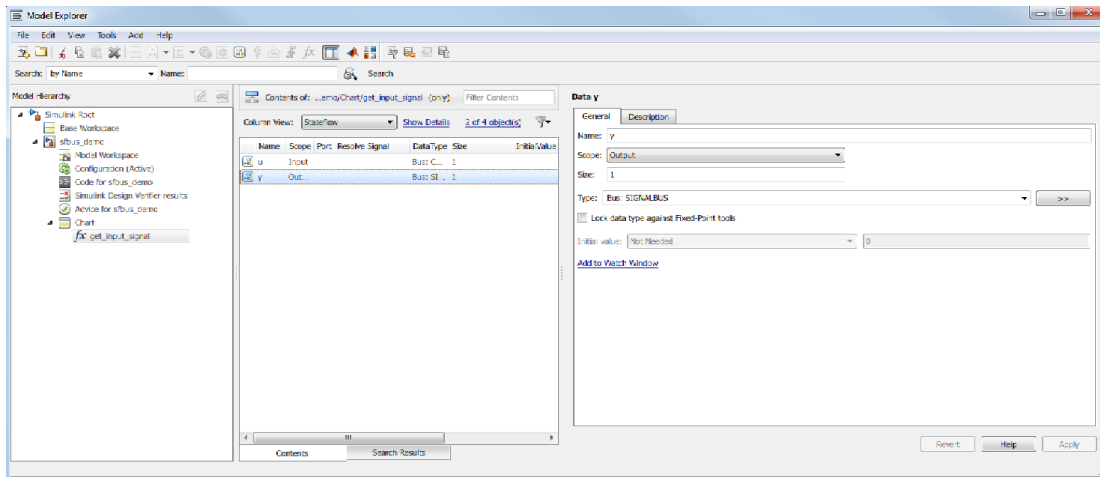 Model Explorer
File Edit View Tools Add Help
Search: by Name Name: Search
Model Hierarchy
Simulink Root
Base Workspace
sfbus_demo
Model Workspace
Configuration (Active)
Code for sfbus_demo
Simulink Design Verifier results
Advice for sfbus_demo
Chart
fx get_input_signal
Contents of: ...emo/Chart/get_input_signal (only) Filter Contents
Column View: Stateflow Show Details 2 of 4 object(s)
Name Scope Port Resolve Signal DataType Size InitialValue
u Input Bus: C... 1
y Out... Bus: SI... 1
Contents Search Results
Data y
General Description
Name: y
Scope: Output
Size: 1
Type: Bus: SIGNALBUS >>
Lock data type against Fixed-Point tools
Initial value: Not Needed 0
Add to Watch Window
Revert Help Apply